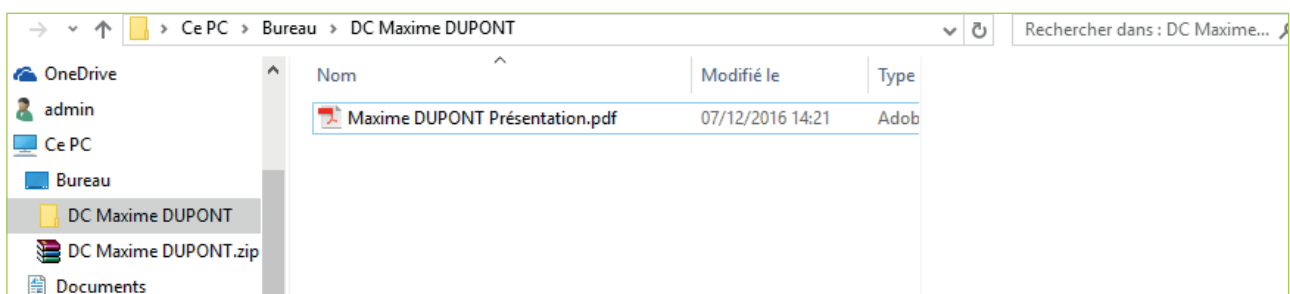 Ce PC > Bureau > DC Maxime DUPONT
Rechercher dans : DC Maxime...
OneDrive
admin
Ce PC
Bureau
DC Maxime DUPONT
DC Maxime DUPONT.zip
Documents
Nom Modifié le Type
Maxime DUPONT Présentation.pdf 07/12/2016 14:21 Adob